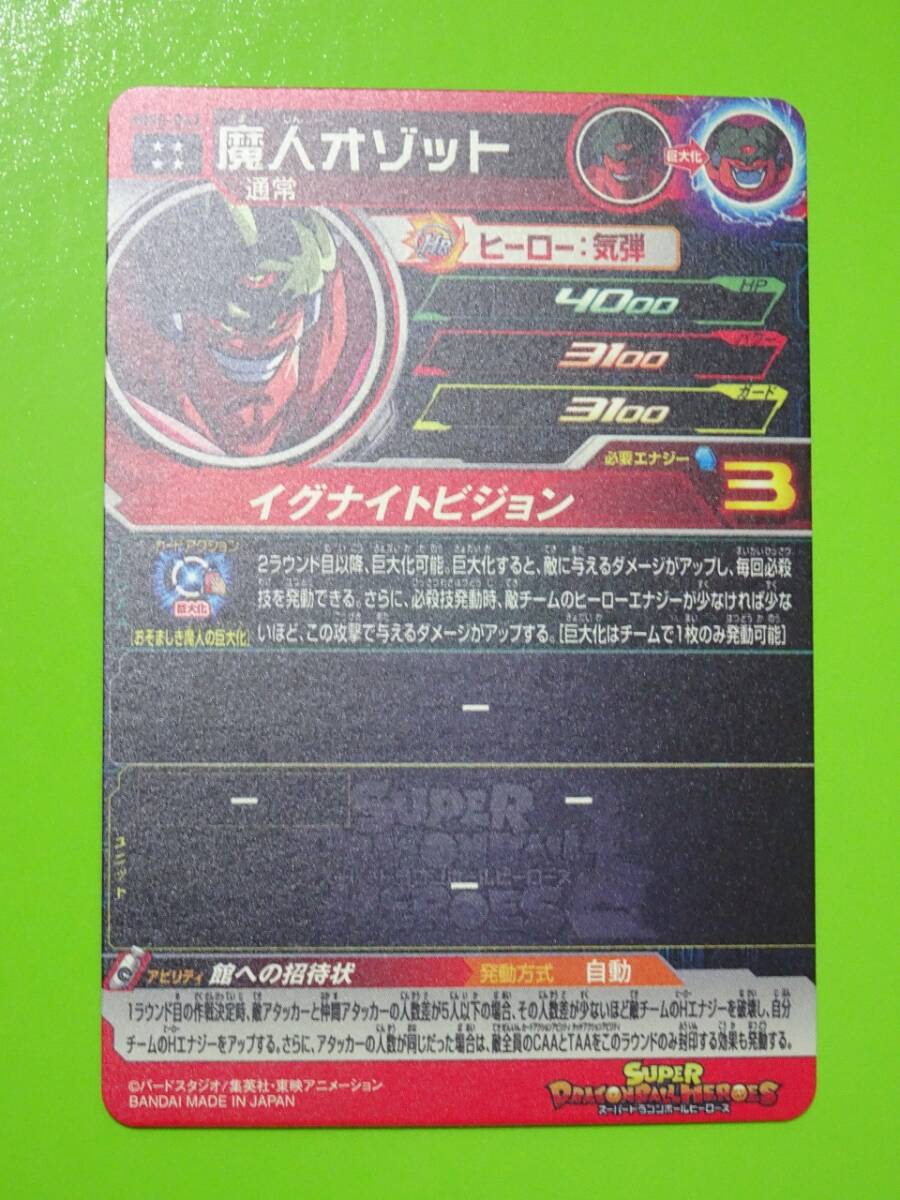 魔人オゾット
通常
巨大化
HR
ヒーロー：気弾
HP
4000
パワー
3100
ガード
3100
必要エナジー
3
イグナイトビジョン
カードアクション
巨大化
[おぞましき魔人の巨大化]
2ラウンド目以降、巨大化可能。巨大化すると、敵に与えるダメージがアップし、毎回必殺
技を発動できる。さらに、必殺技発動時、敵チームのヒーローエナジーが少なければ少な
いほど、この攻撃で与えるダメージがアップする。[巨大化はチームで1枚のみ発動可能]
ー
ー ー
ユニット
ー
SUPER
DRAGONBALL
HEROES
アビリティ 館への招待状 発動方式 自動
1ラウンド目の作戦決定時、敵アタッカーと仲間アタッカーの人数差が5人以下の場合、その人数差が少ないほど敵チームのHエナジーを破壊し、自分
チームのHエナジーをアップする。さらに、アタッカーの人数が同じだった場合は、敵全員のCAAとTAAをこのラウンドのみ封印する効果も発動する。
©バードスタジオ/集英社・東映アニメーション
BANDAI MADE IN JAPAN
SUPER
DRAGONBALL HEROES
スーパードラゴンボールヒーローズ